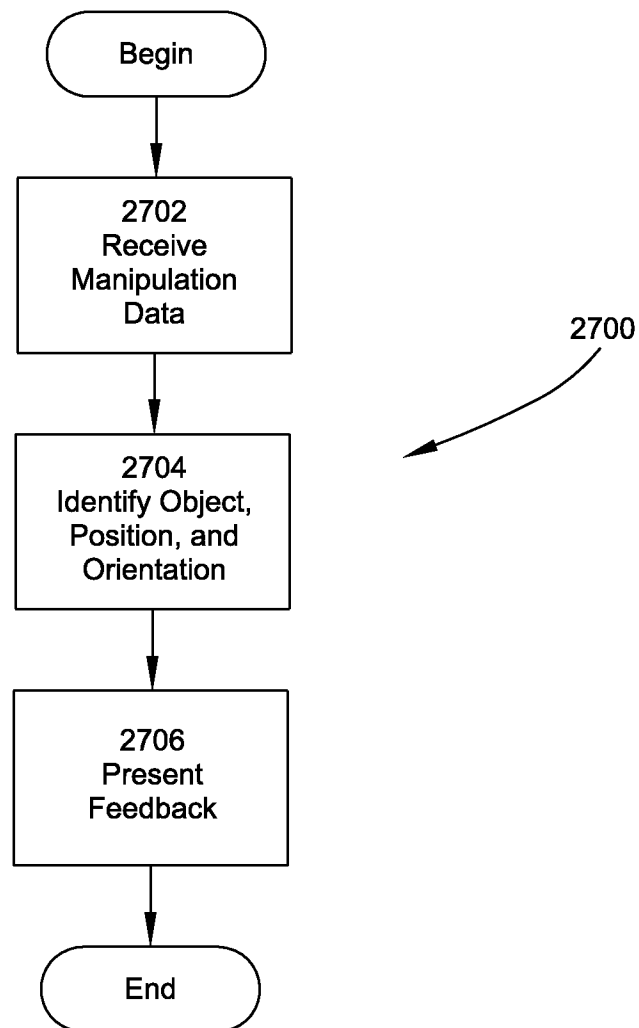 Begin
2702
Receive
Manipulation
Data
2700
2704
Identify Object,
Position, and
Orientation
2706
Present
Feedback
End